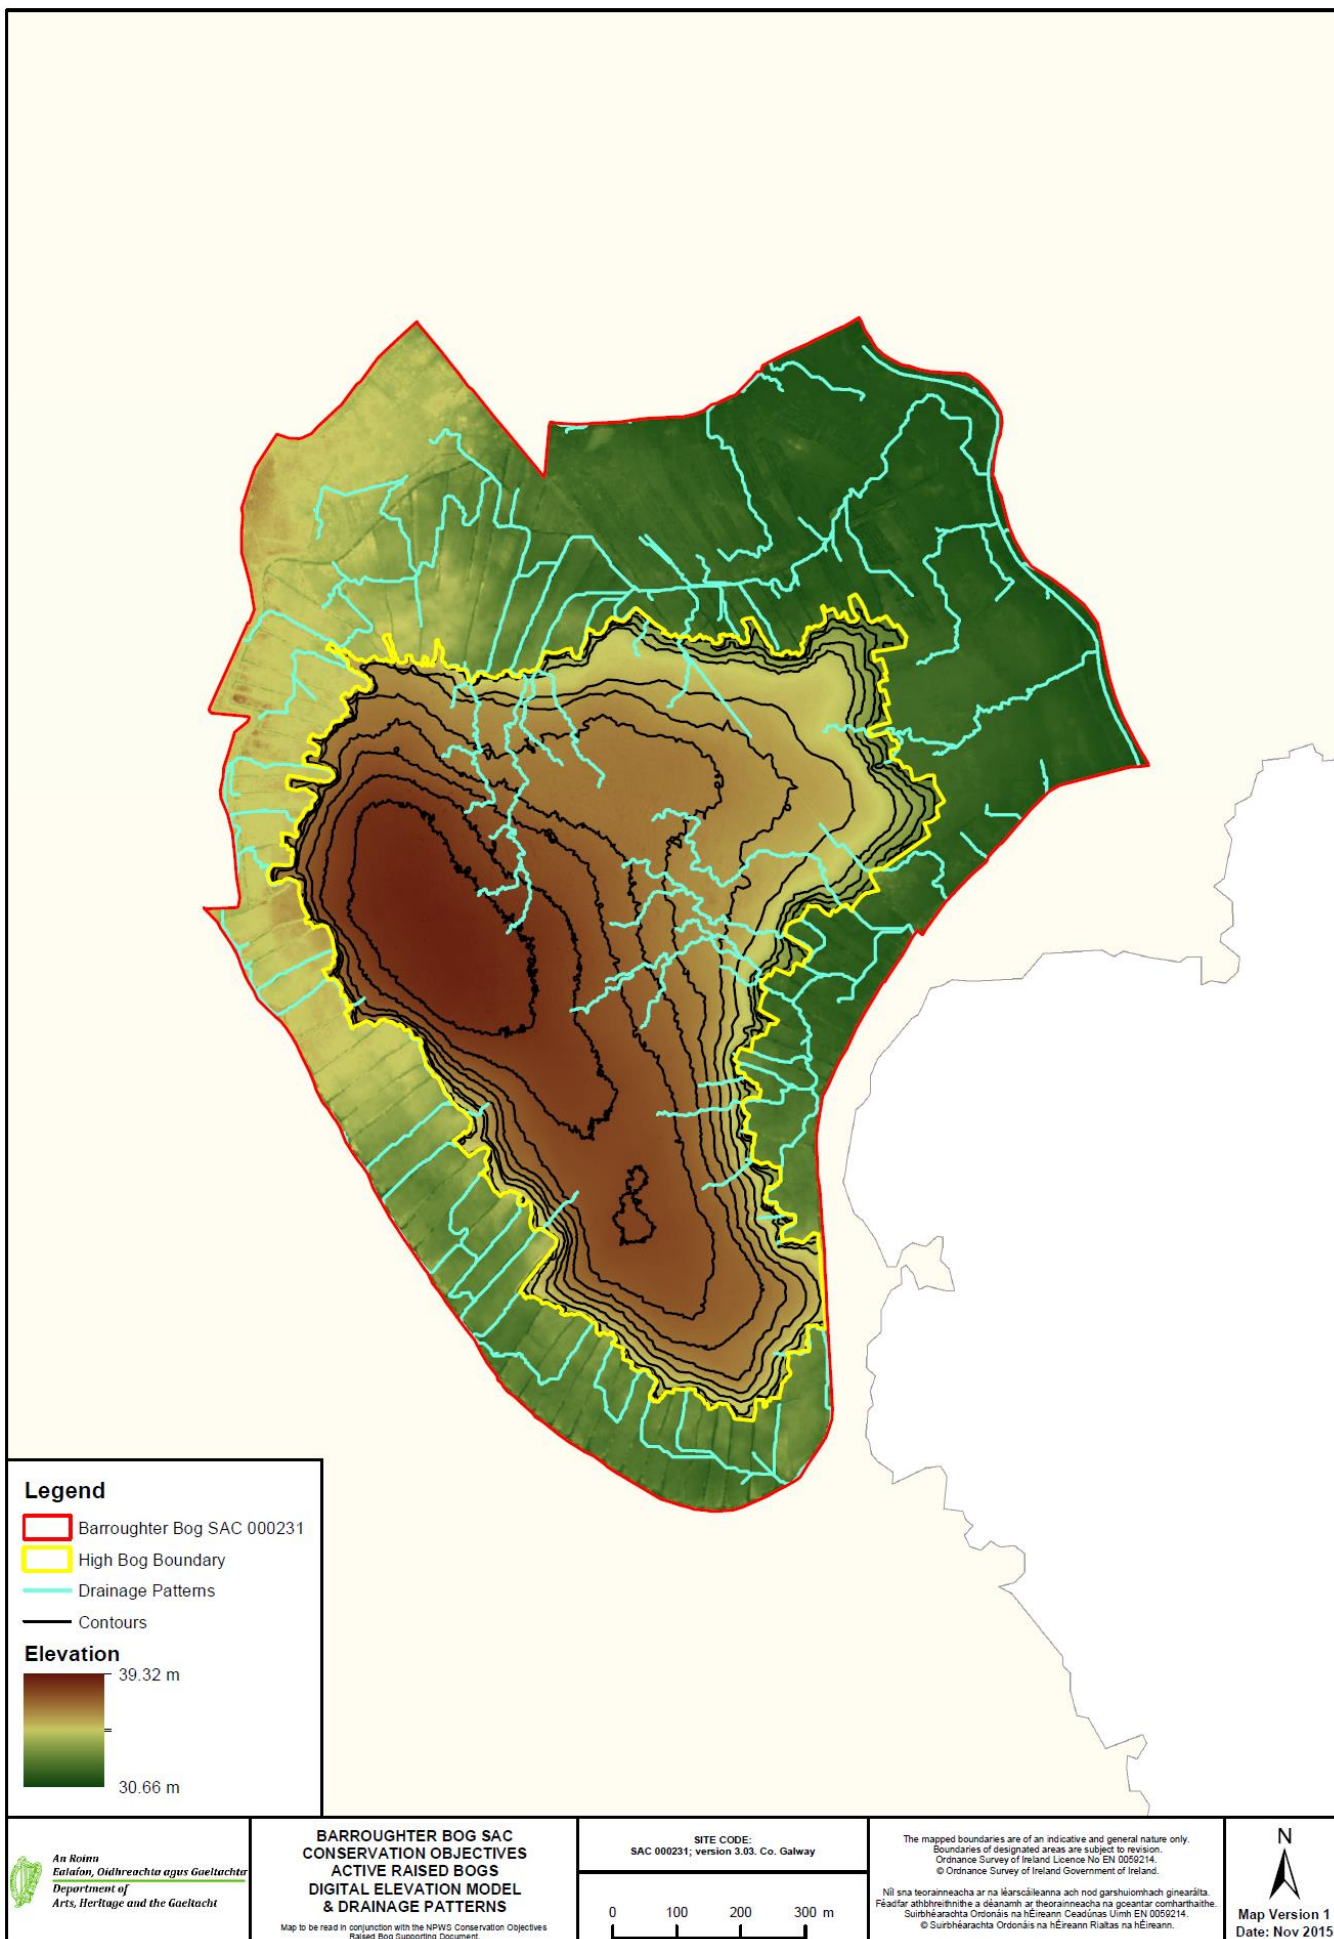 Legend
Barroughter Bog SAC 000231
High Bog Boundary
Drainage Patterns
Contours
Elevation
39.32 m
30.66 m
An Roinn
Ealaíon, Oidhreachta agus Gaeltachta
Department of
Arts, Heritage and the Gaeltacht
BARROUGHTER BOG SAC
CONSERVATION OBJECTIVES
ACTIVE RAISED BOGS
DIGITAL ELEVATION MODEL
& DRAINAGE PATTERNS
Map to be read in conjunction with the NPWS Conservation Objectives
Raised Bog Supporting Document.
SITE CODE:
SAC 000231; version 3.03. Co. Galway
0 100 200 300 m
The mapped boundaries are of an indicative and general nature only.
Boundaries of designated areas are subject to revision.
Ordnance Survey of Ireland Licence No EN 0059214.
© Ordnance Survey of Ireland Government of Ireland.
Níl sna teorainneacha ar na léarscáileanna ach nod garshuiomhach ginearálta.
Féadfar athbhreithnithe a déanamh ar theorainneacha na gceantar comharthaithe.
Suirbhéarachta Ordonáis na hÉireann Ceadúnas Uimh EN 0059214.
© Suirbhéarachta Ordonáis na hÉireann Rialtas na hÉireann.
N
Map Version 1
Date: Nov 2015